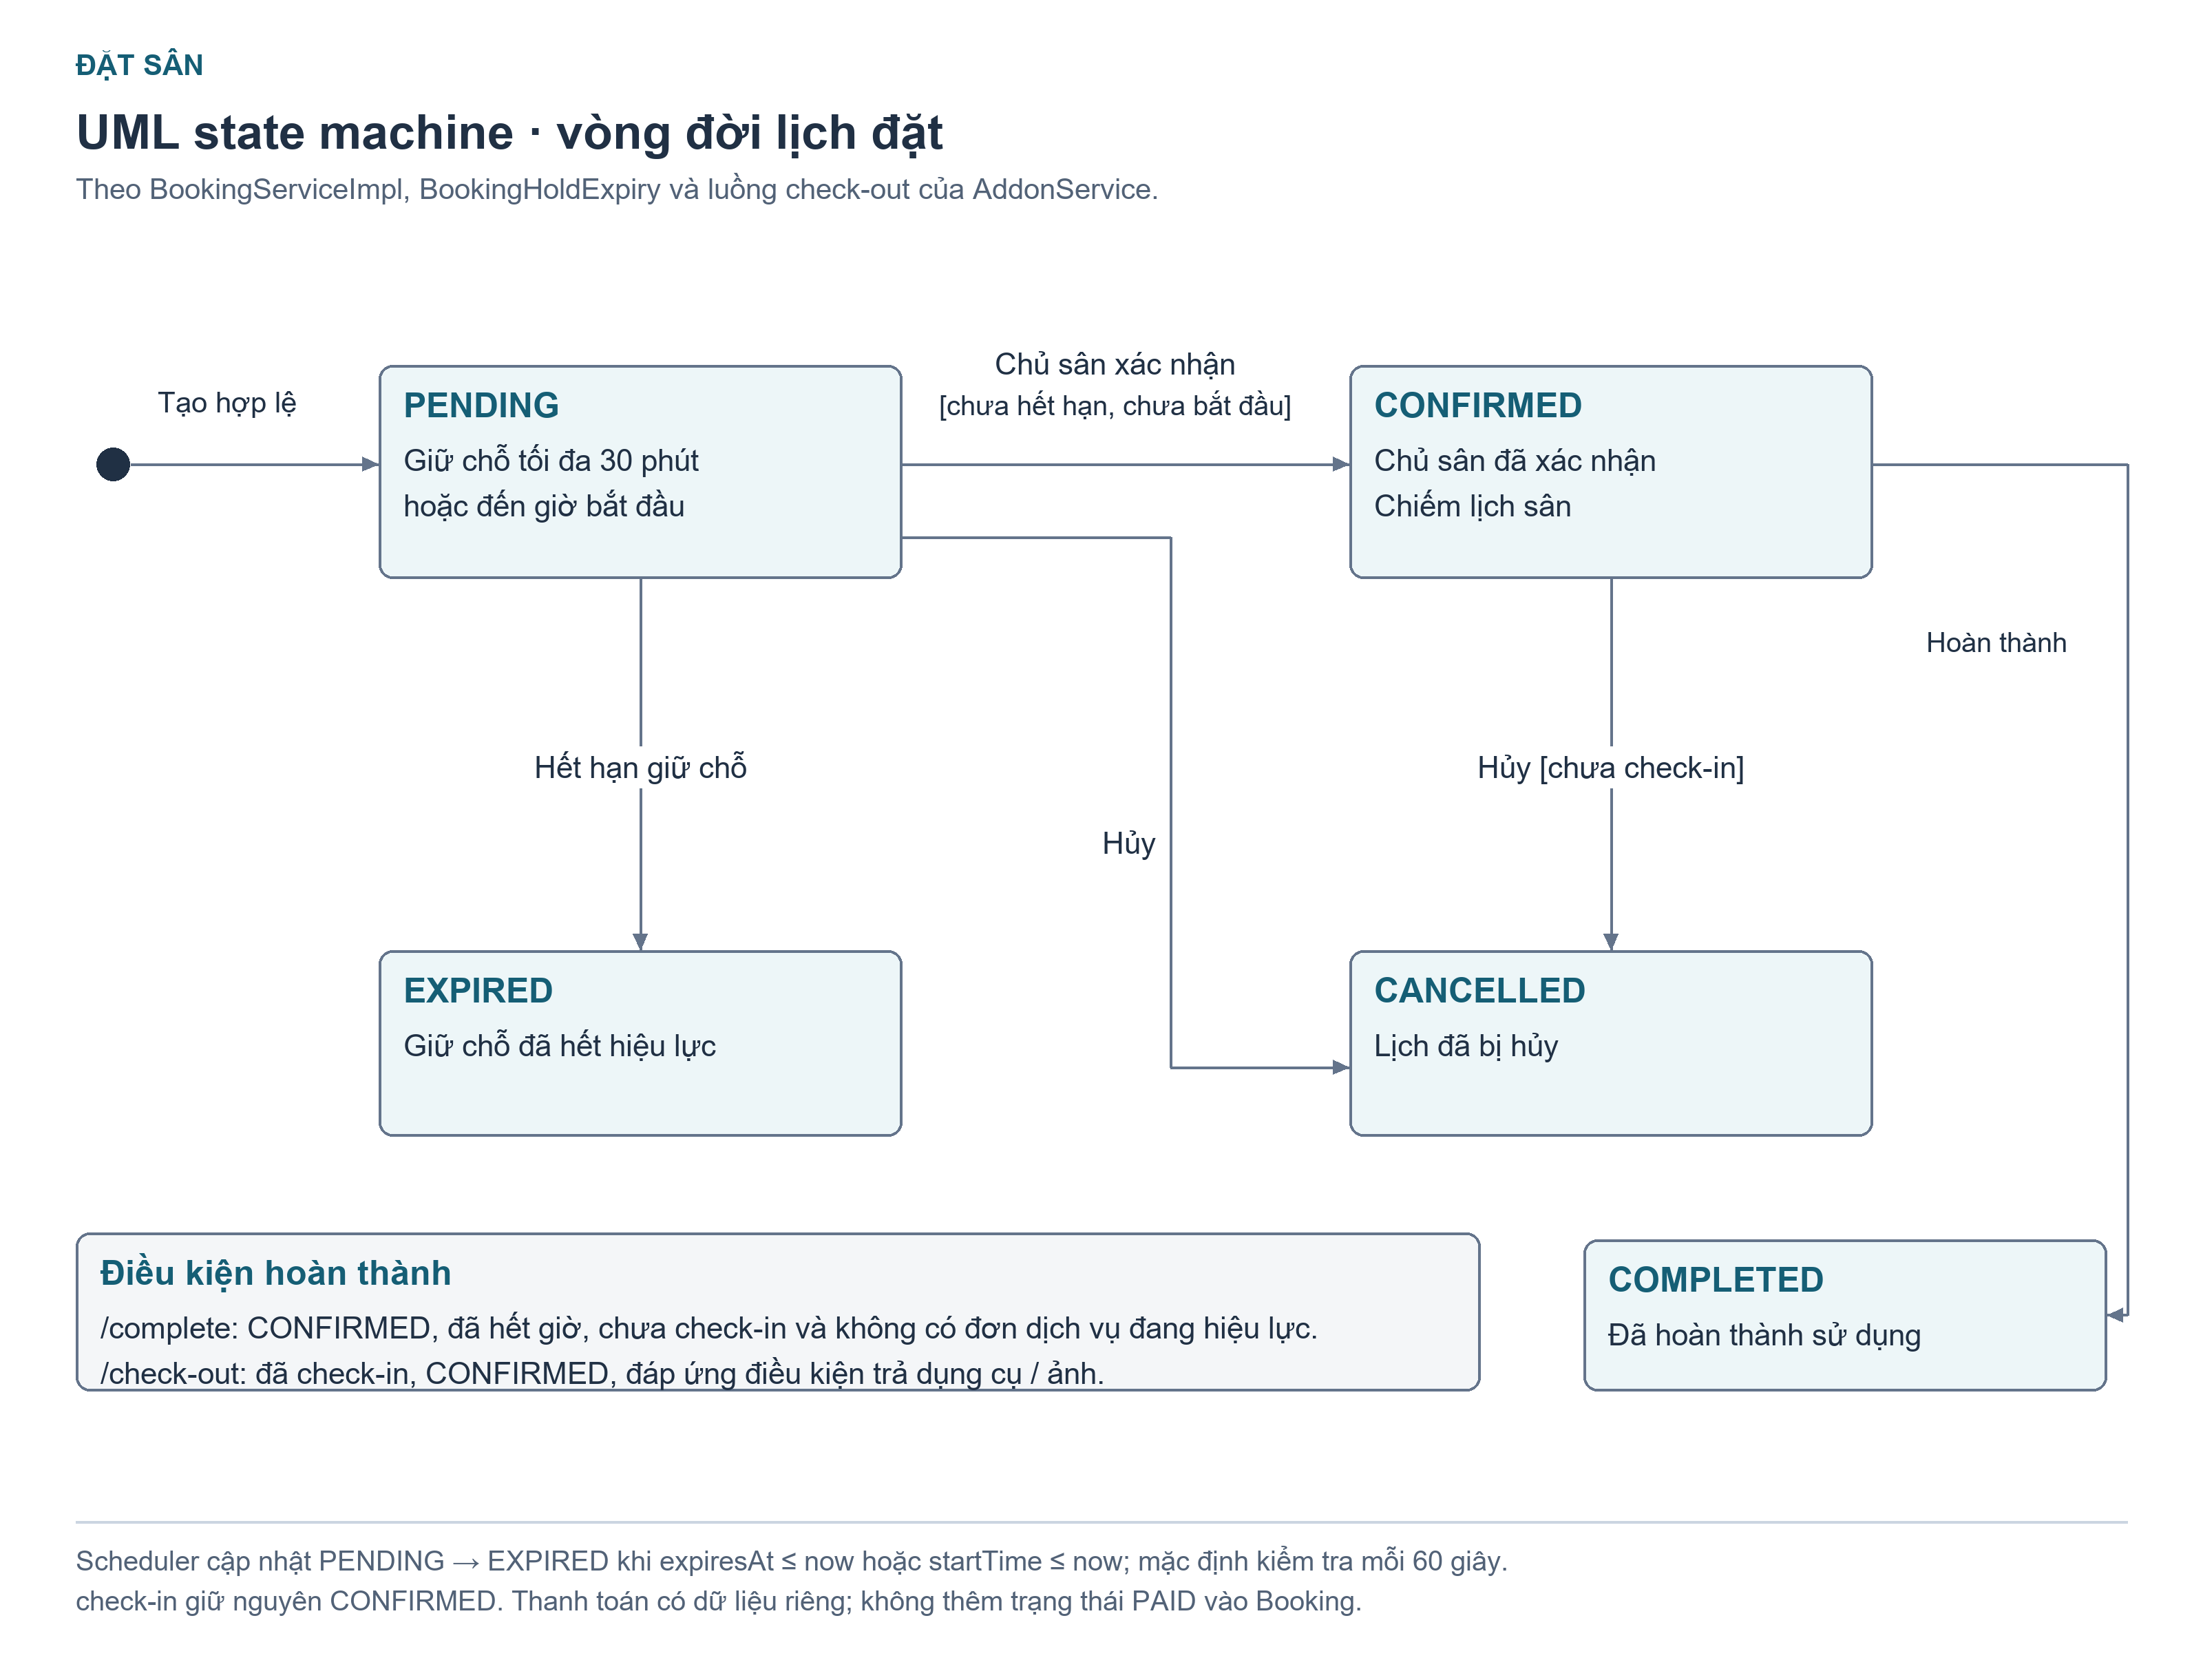 ĐẶT SÂN
UML state machine · vòng đời lịch đặt
Theo BookingServiceImpl, BookingHoldExpiry và luồng check-out của AddonService.
Tạo hợp lệ
PENDING
Giữ chỗ tối đa 30 phút
hoặc đến giờ bắt đầu
Chủ sân xác nhận
[chưa hết hạn, chưa bắt đầu]
CONFIRMED
Chủ sân đã xác nhận
Chiếm lịch sân
Hoàn thành
Hết hạn giữ chỗ
Hủy [chưa check-in]
Hủy
EXPIRED
Giữ chỗ đã hết hiệu lực
CANCELLED
Lịch đã bị hủy
Điều kiện hoàn thành
/complete: CONFIRMED, đã hết giờ, chưa check-in và không có đơn dịch vụ đang hiệu lực.
/check-out: đã check-in, CONFIRMED, đáp ứng điều kiện trả dụng cụ / ảnh.
COMPLETED
Đã hoàn thành sử dụng
Scheduler cập nhật PENDING → EXPIRED khi expiresAt ≤ now hoặc startTime ≤ now; mặc định kiểm tra mỗi 60 giây.
check-in giữ nguyên CONFIRMED. Thanh toán có dữ liệu riêng; không thêm trạng thái PAID vào Booking.